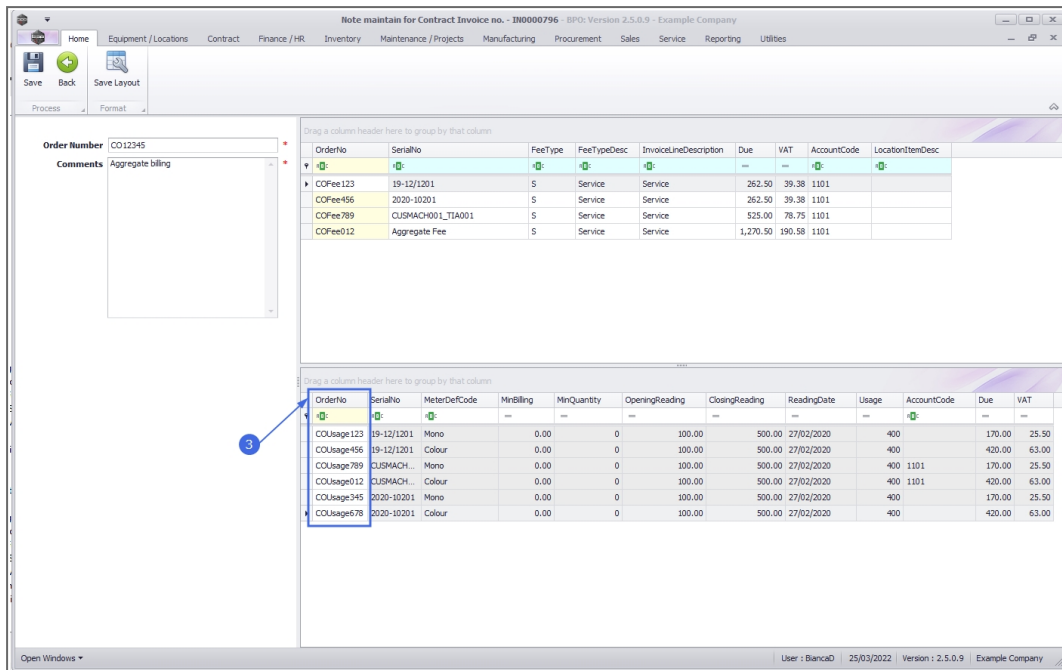 Note maintain for Contract Invoice no. - IN0000796 - BPO: Version 2.5.0.9 - Example Company
Home Equipment / Locations Contract Finance / HR Inventory Maintenance / Projects Manufacturing Procurement Sales Service Reporting Utilities
Save Back Save Layout
Process Format
Order Number CO12345 *
Comments Aggregate billing *
Drag a column header here to group by that column
OrderNo SerialNo FeeType FeeTypeDesc InvoiceLineDescription Due VAT AccountCode LocationItemDesc
COFee123 19-12/1201 S Service Service 262.50 39.38 1101
COFee456 2020-10201 S Service Service 262.50 39.38 1101
COFee789 CUSMACH001_TIA001 S Service Service 525.00 78.75 1101
COFee012 Aggregate Fee S Service Service 1,270.50 190.58 1101
Drag a column header here to group by that column
OrderNo SerialNo MeterDefCode MinBilling MinQuantity OpeningReading ClosingReading ReadingDate Usage AccountCode Due VAT
3
COUsage123 19-12/1201 Mono 0.00 0 100.00 500.00 27/02/2020 400 170.00 25.50
COUsage456 19-12/1201 Colour 0.00 0 100.00 500.00 27/02/2020 400 420.00 63.00
COUsage789 CUSMACH... Mono 0.00 0 100.00 500.00 27/02/2020 400 1101 170.00 25.50
COUsage012 CUSMACH... Colour 0.00 0 100.00 500.00 27/02/2020 400 1101 420.00 63.00
COUsage345 2020-10201 Mono 0.00 0 100.00 500.00 27/02/2020 400 170.00 25.50
COUsage678 2020-10201 Colour 0.00 0 100.00 500.00 27/02/2020 400 420.00 63.00
Open Windows User : BiancaD 25/03/2022 Version : 2.5.0.9 Example Company